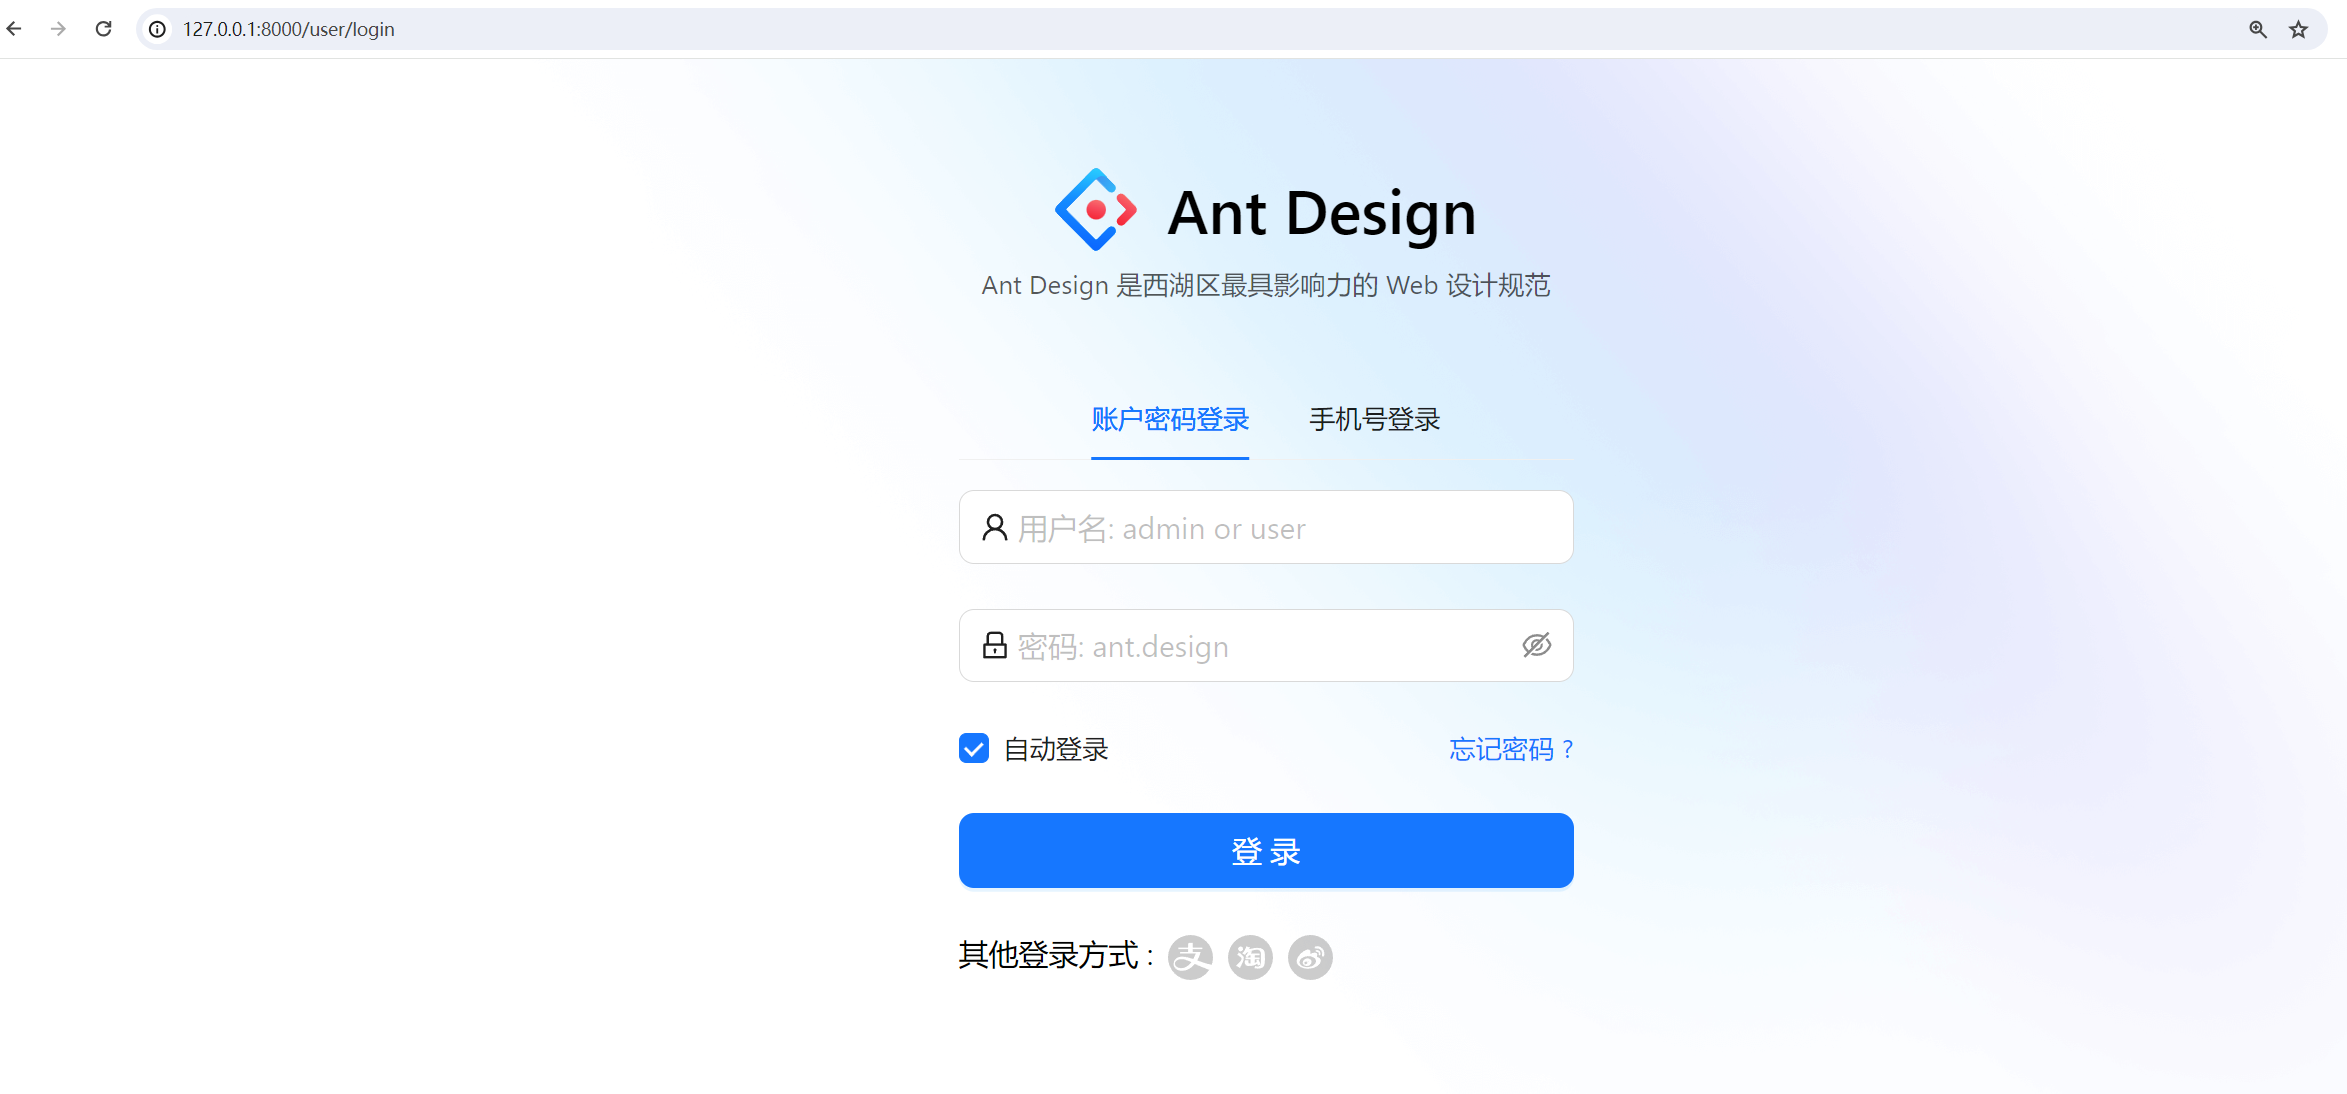 127.0.0.1:8000/user/login
Ant Design
Ant Design 是西湖区最具影响力的 Web 设计规范
账户密码登录 手机号登录
用户名: admin or user
密码: ant.design
自动登录 忘记密码 ?
登 录
其他登录方式 :
支 淘